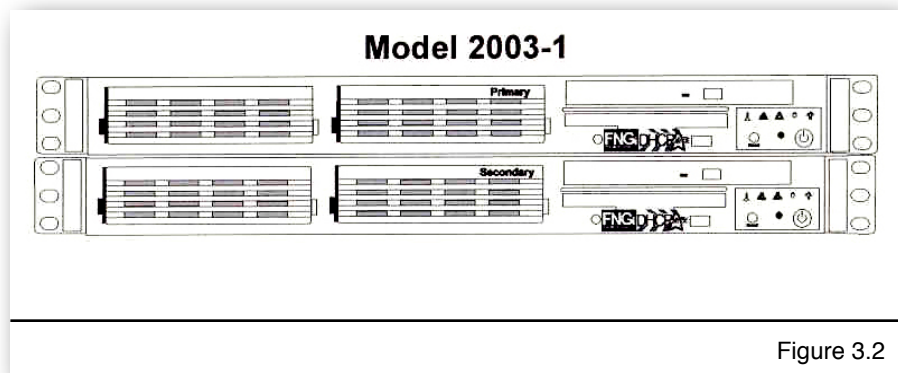 Model 2003-1
Primary
FNG DHCP
Secondary
FNG DHCP
Figure 3.2